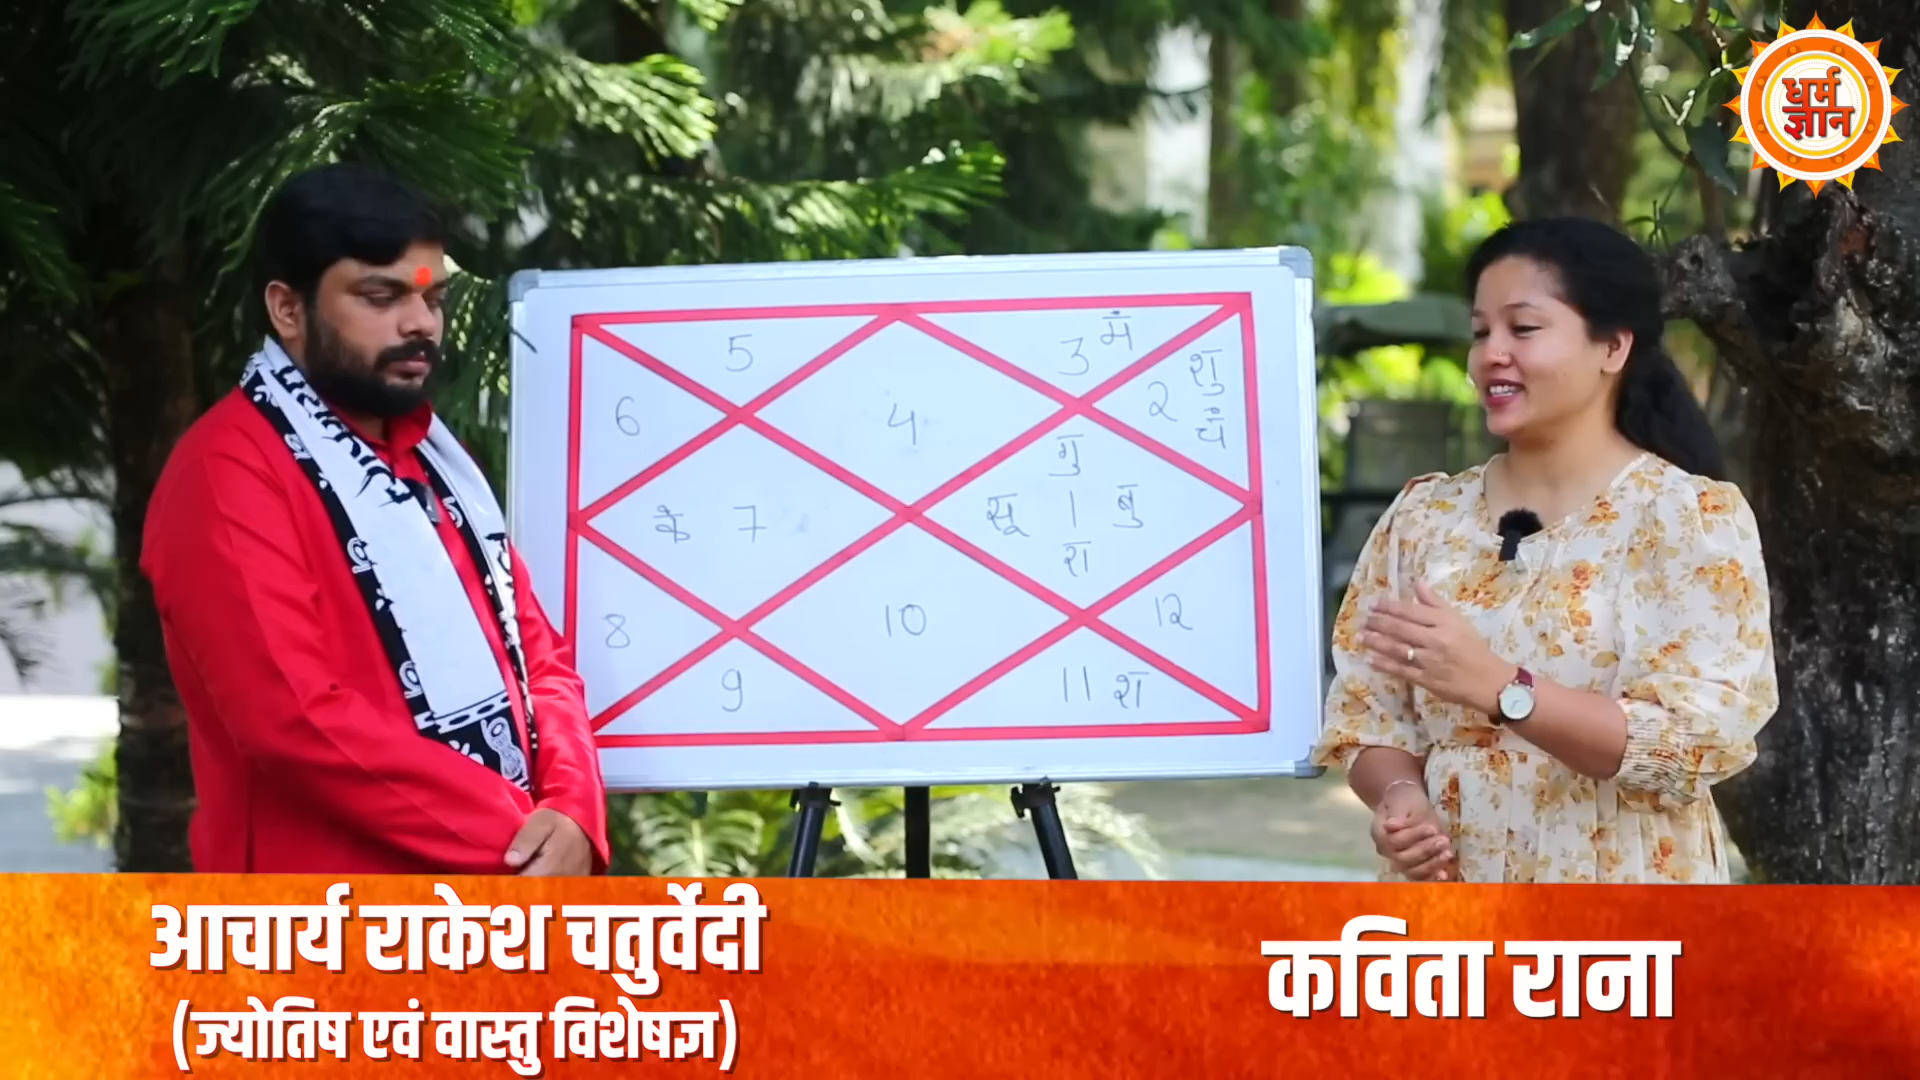 धर्म
ज्ञान
5
3 मं
शु
6
4
2
चं
गु
के 7
सू 1 बु
रा
8
10
12
9
11 श
आचार्य राकेश चतुर्वेदी
(ज्योतिष एवं वास्तु विशेषज्ञ)
कविता राना